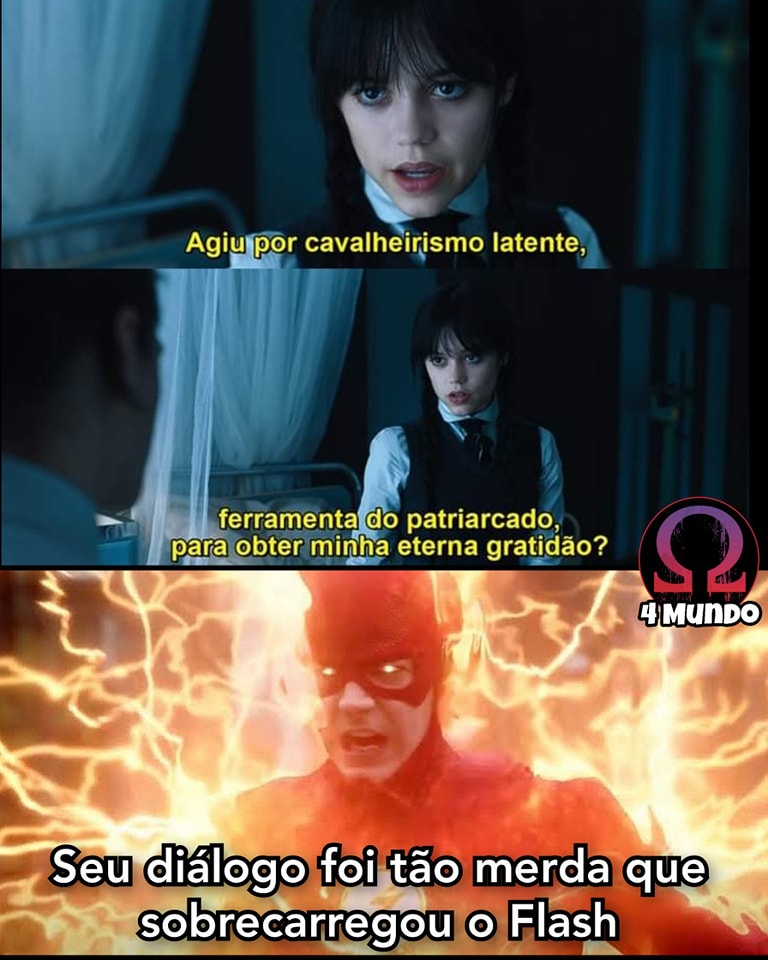 Agiu por cavalheirismo latente,
ferramenta do patriarcado,
para obter minha eterna gratidão?
4 Mundo
Seu diálogo foi tão merda que
sobrecarregou o Flash